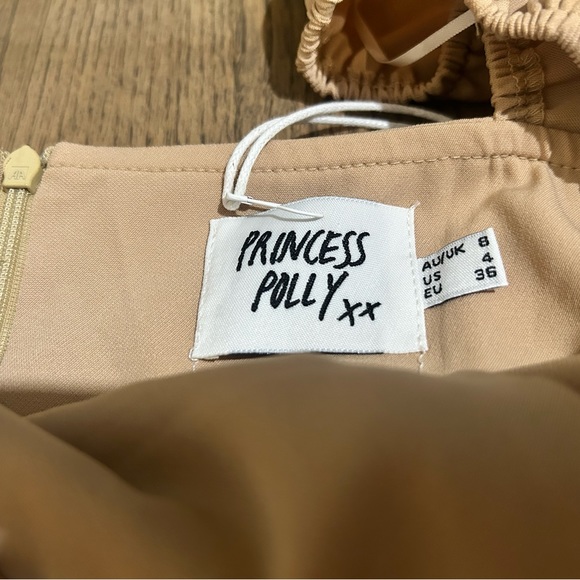 PRINCESS
POLLY xx
AU/UK 8
US 4
EU 36